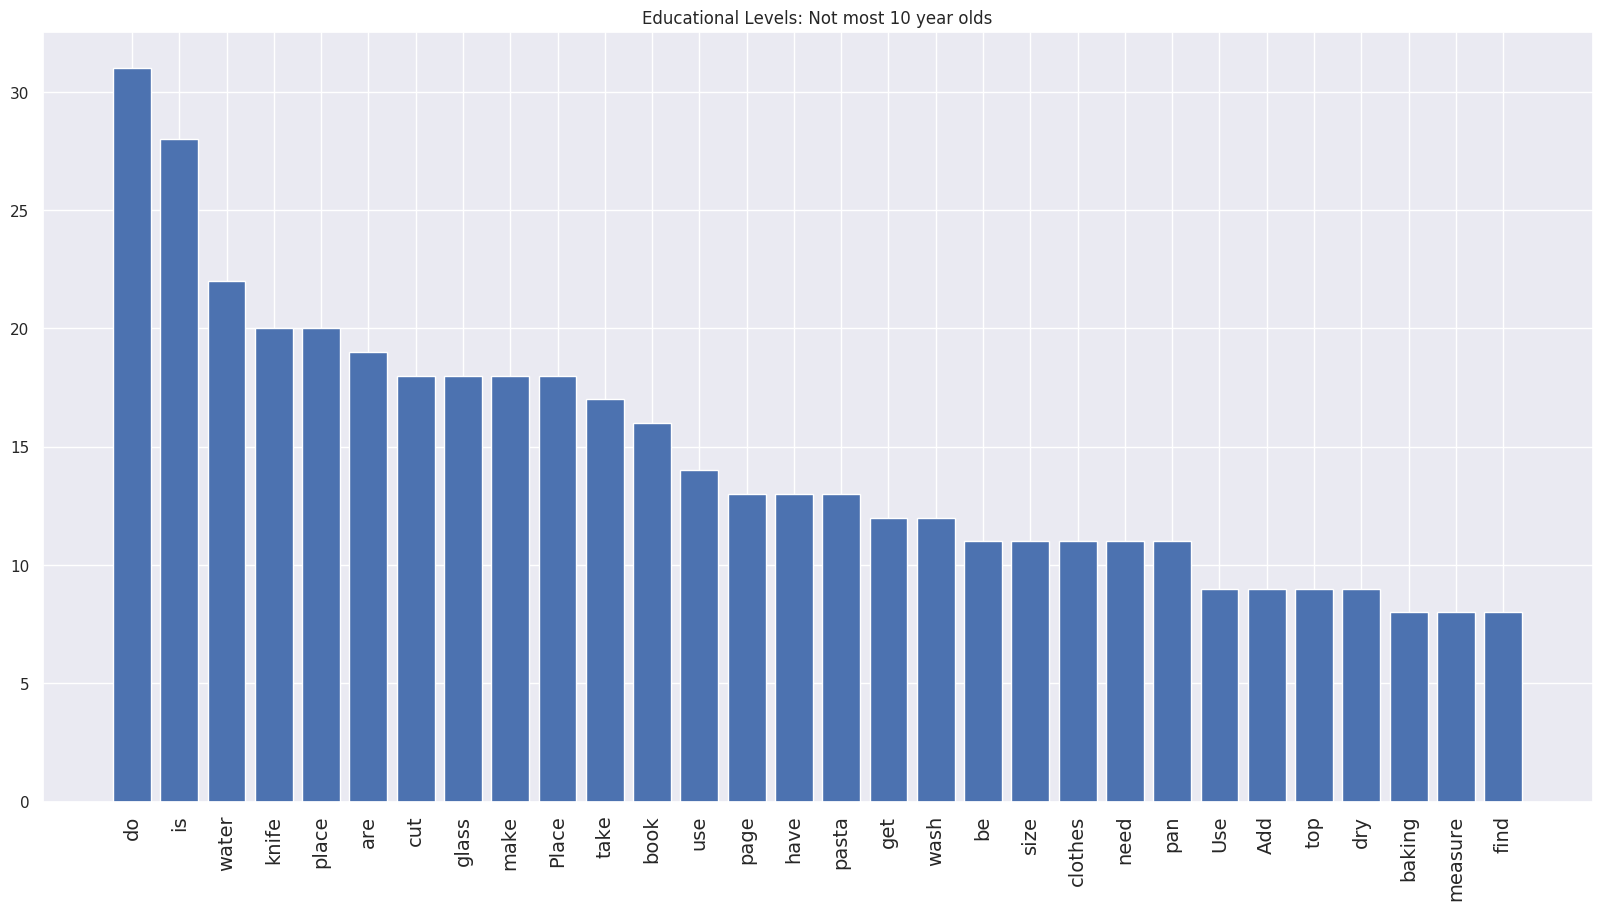 Educational Levels: Not most 10 year olds
30
25
20
15
10
5
0
do
is
water
knife
place
are
cut
glass
make
Place
take
book
use
page
have
pasta
get
wash
be
size
clothes
need
pan
Use
Add
top
dry
baking
measure
find